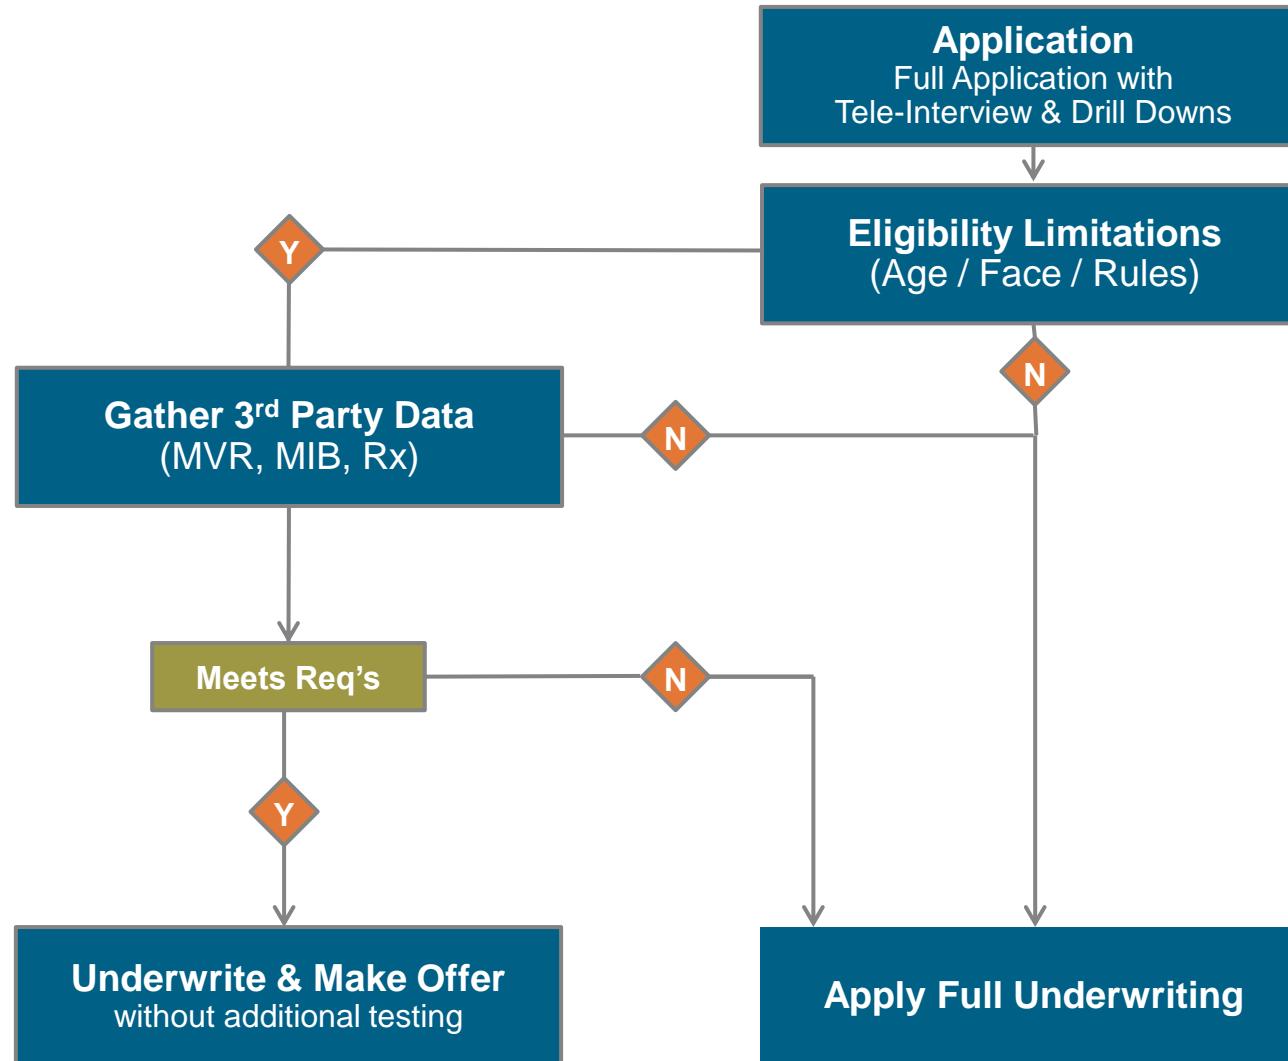 Application
Full Application with
Tele-Interview & Drill Downs
Eligibility Limitations
(Age / Face / Rules)
Y
N
Gather 3rd Party Data
(MVR, MIB, Rx)
N
Meets Req’s
N
Y
Underwrite & Make Offer
without additional testing
Apply Full Underwriting